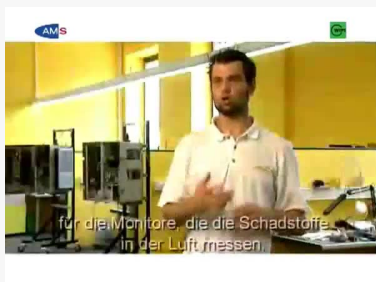 AMS
G
für die Monitore, die die Schadstoffe
in der Luft messen.